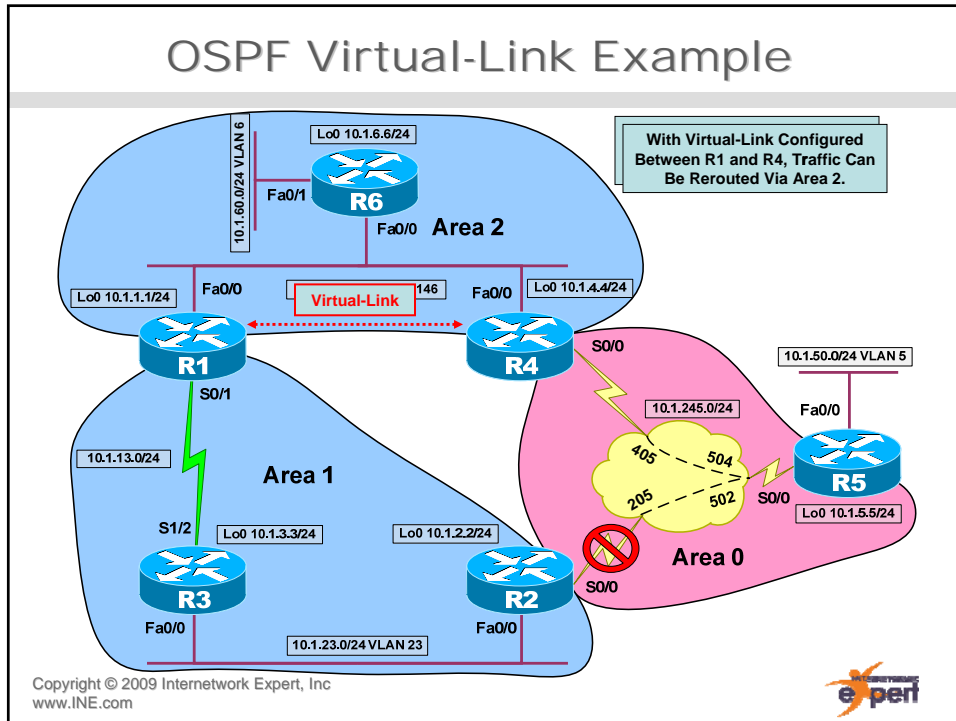 OSPF Virtual-Link Example
With Virtual-Link Configured
Between R1 and R4, Traffic Can
Be Rerouted Via Area 2.
10.1.60.0/24 VLAN 6
Lo0 10.1.6.6/24
Fa0/1
R6
Fa0/0
Area 2
Lo0 10.1.1.1/24
Fa0/0
146
Virtual-Link
Fa0/0
Lo0 10.1.4.4/24
R1
R4
S0/1
S0/0
10.1.50.0/24 VLAN 5
10.1.245.0/24
Fa0/0
10.1.13.0/24
Area 1
405
504
205
502
S0/0
R5
Lo0 10.1.5.5/24
S1/2
Lo0 10.1.3.3/24
Lo0 10.1.2.2/24
Area 0
R3
R2
S0/0
Fa0/0
Fa0/0
10.1.23.0/24 VLAN 23
Copyright © 2009 Internetwork Expert, Inc
www.INE.com
INTERNETWORK
expert